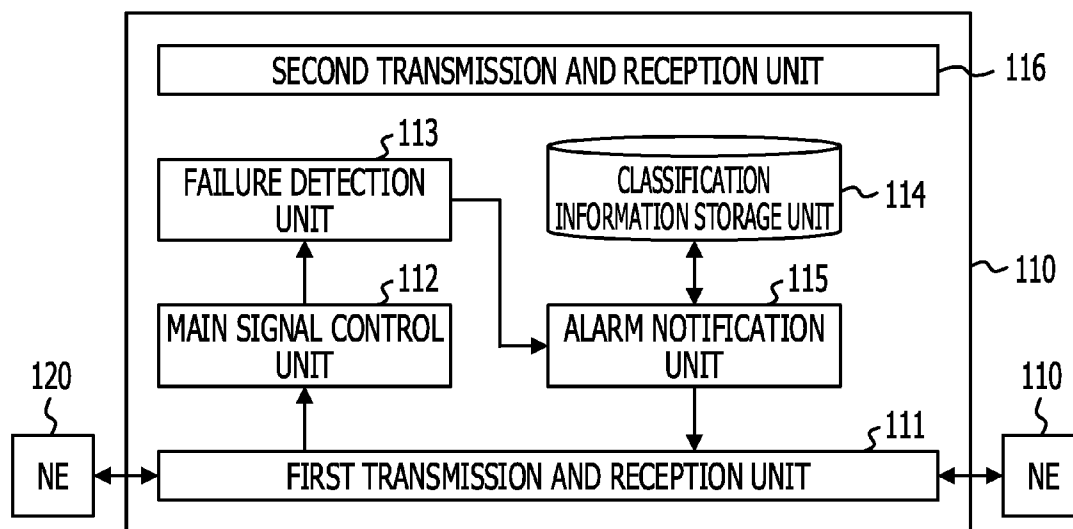 SECOND TRANSMISSION AND RECEPTION UNIT
116
113
FAILURE DETECTION
UNIT
CLASSIFICATION
INFORMATION STORAGE UNIT
114
110
112
MAIN SIGNAL CONTROL
UNIT
115
ALARM NOTIFICATION
UNIT
120
NE
110
NE
111
FIRST TRANSMISSION AND RECEPTION UNIT